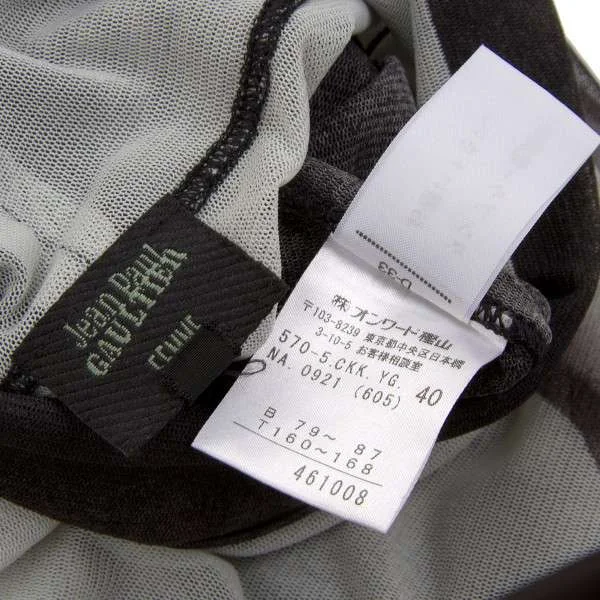 Jean Paul
GAULTIER
FEMME
D-33
(株)オンワード樫山
〒103-8239 東京都中央区日本橋
3-10-5 お客様相談室
570-5.CKK.YG. 40
NA. 0921 (605)
B 79~ 87
T160~168
461008